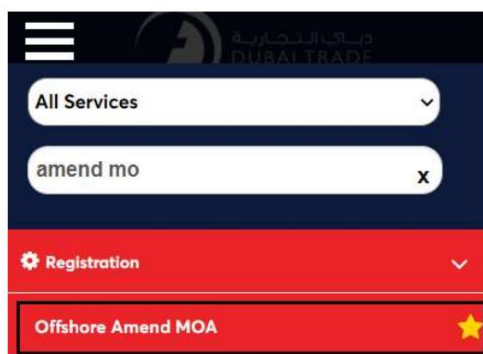 دبي التجارية
DUBAI TRADE
All Services
amend mo
x
Registration
Offshore Amend MOA